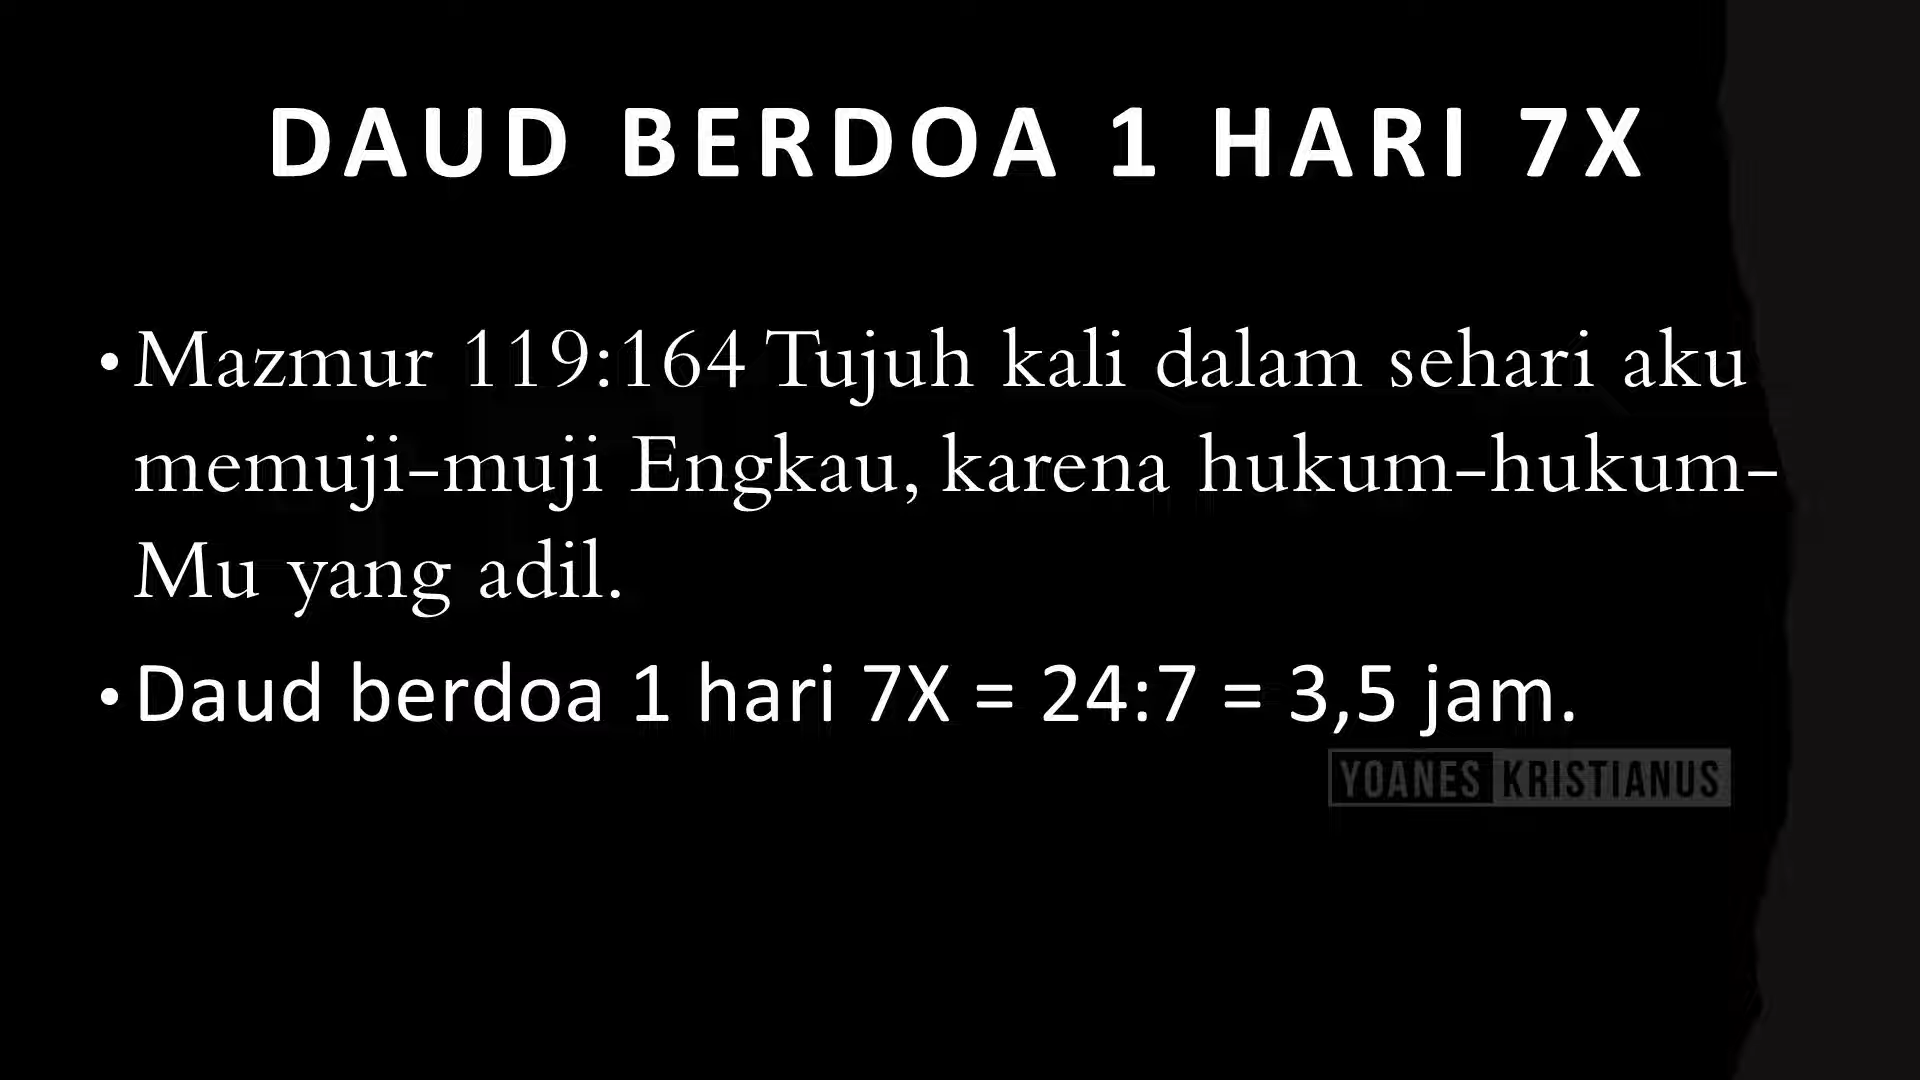 DAUD BERDOA 1 HARI 7X
• Mazmur 119:164 Tujuh kali dalam sehari aku
memuji-muji Engkau, karena hukum-hukum-
Mu yang adil.
• Daud berdoa 1 hari 7X = 24:7 = 3,5 jam.
YOANES KRISTIANUS